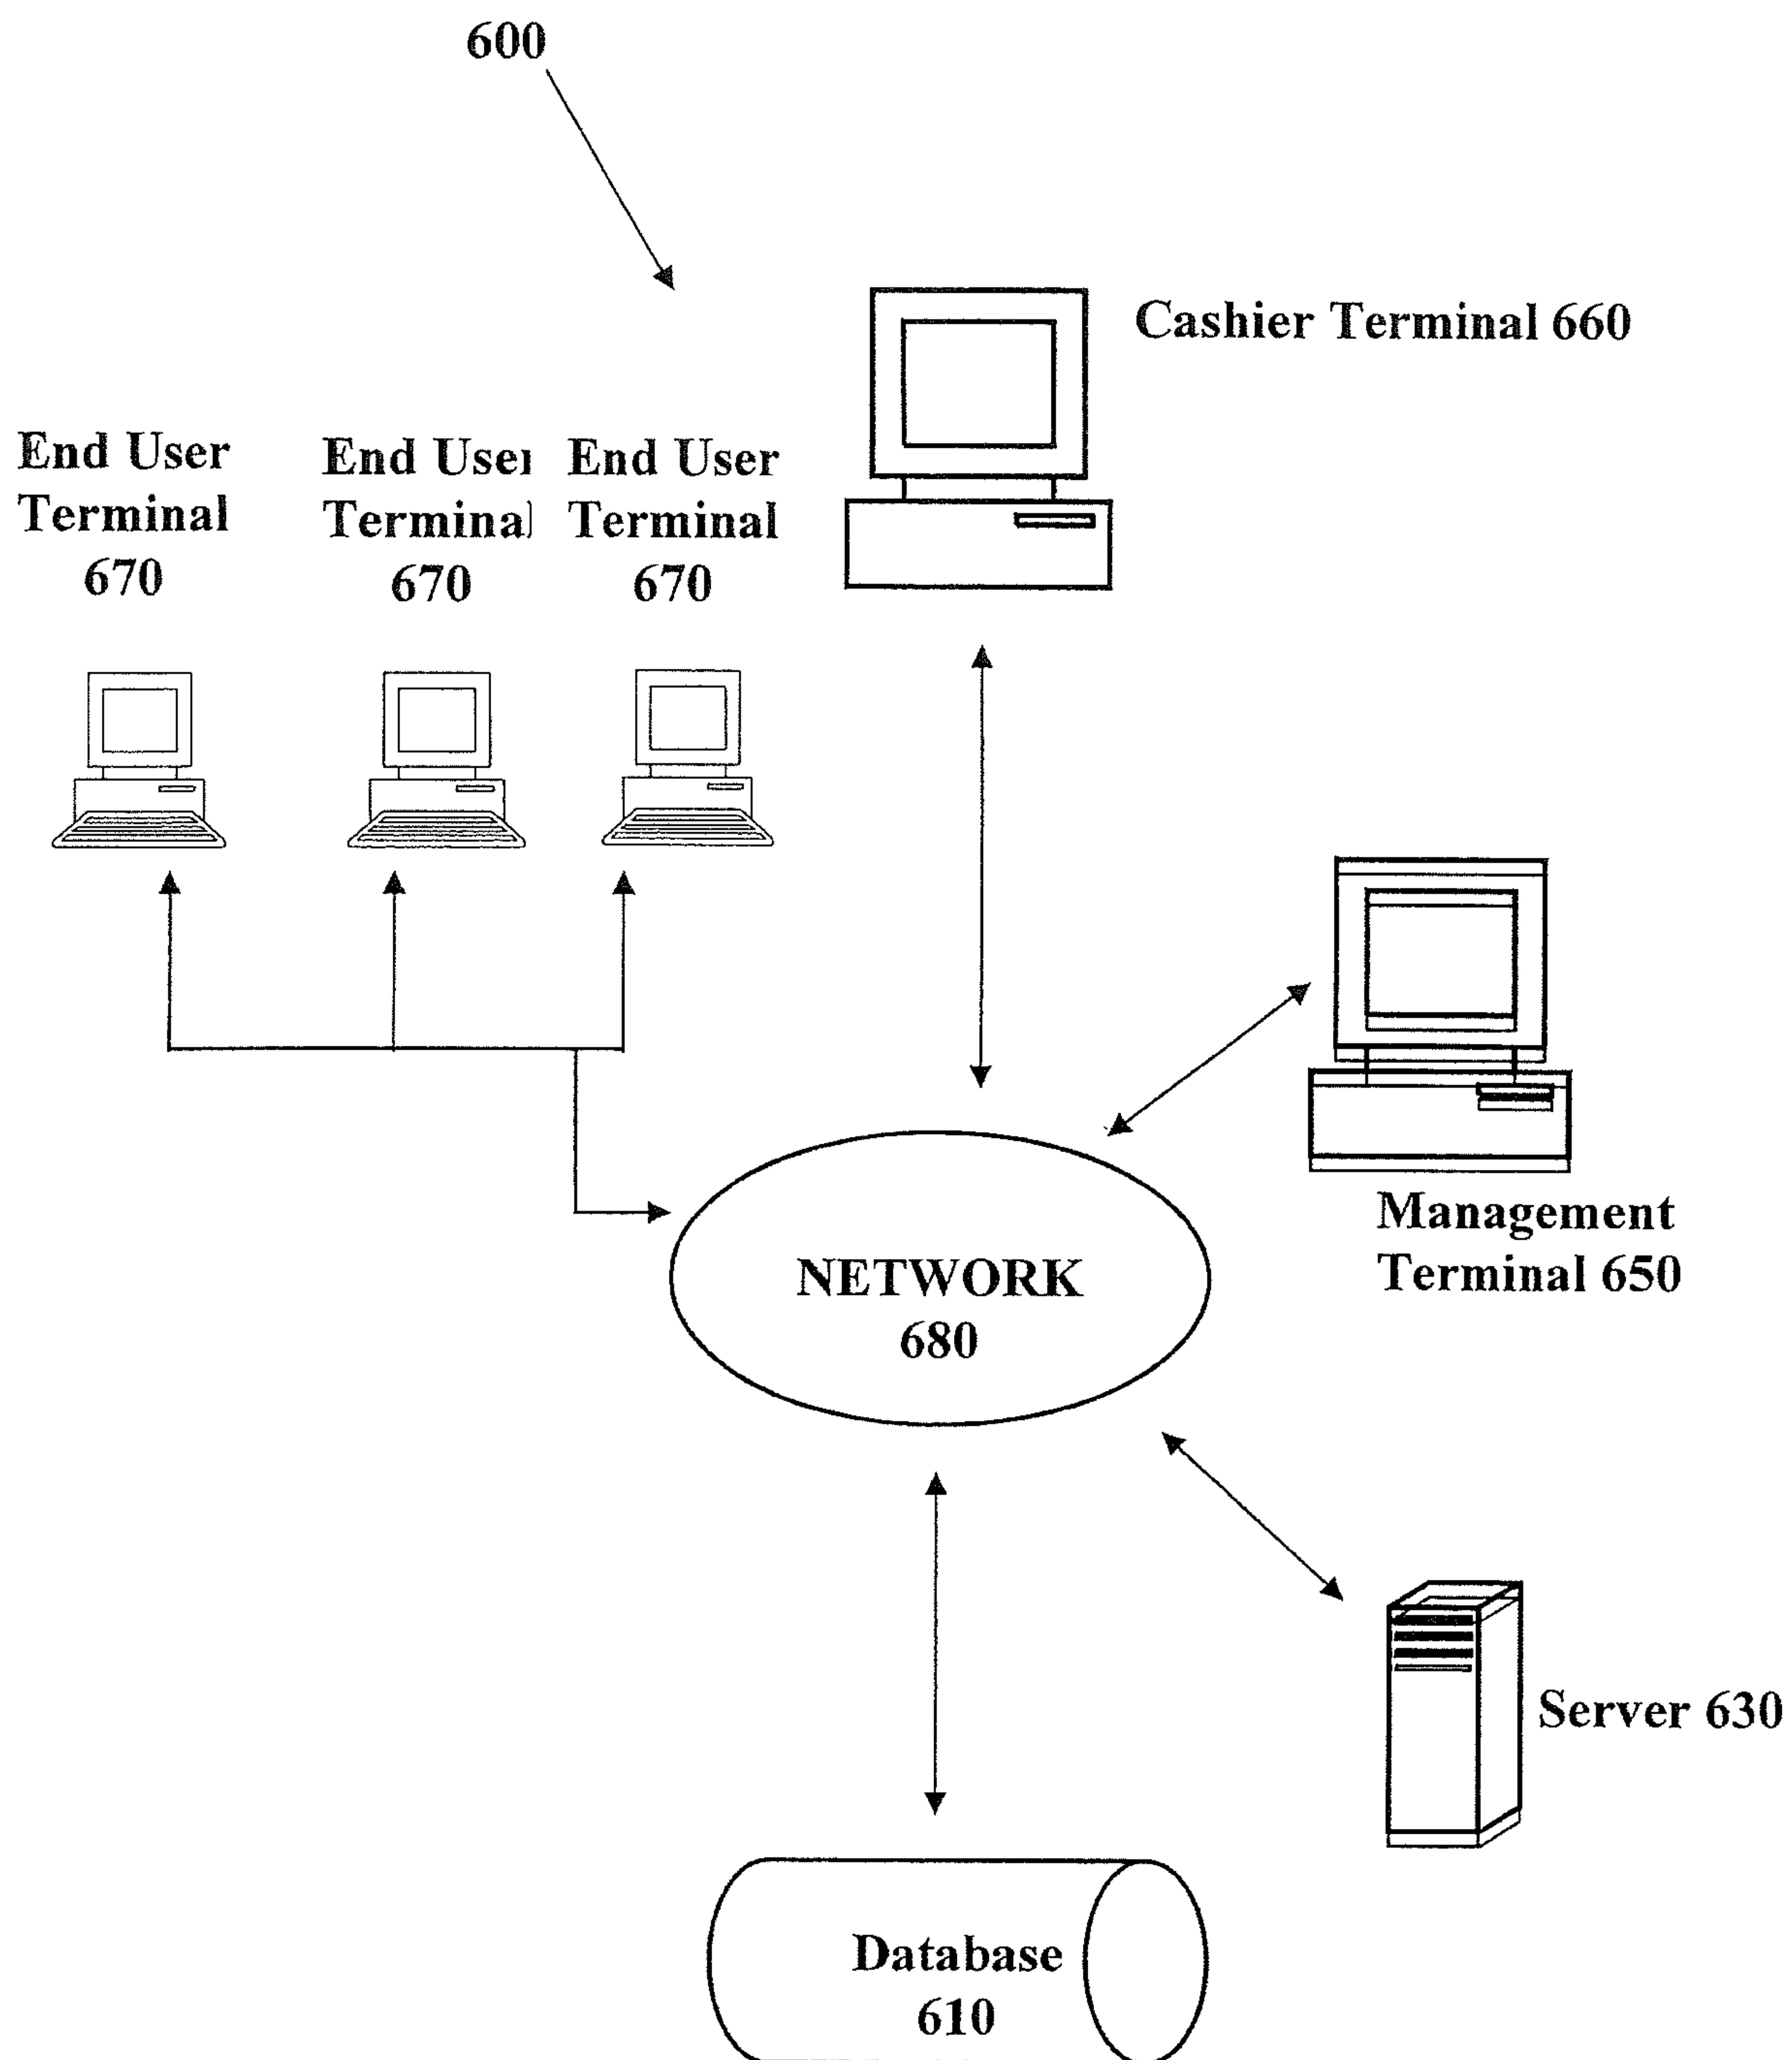 600
Cashier Terminal 660
End User
Terminal
670
End User
Terminal
670
End User
Terminal
670
Management
Terminal 650
NETWORK
680
Server 630
Database
610